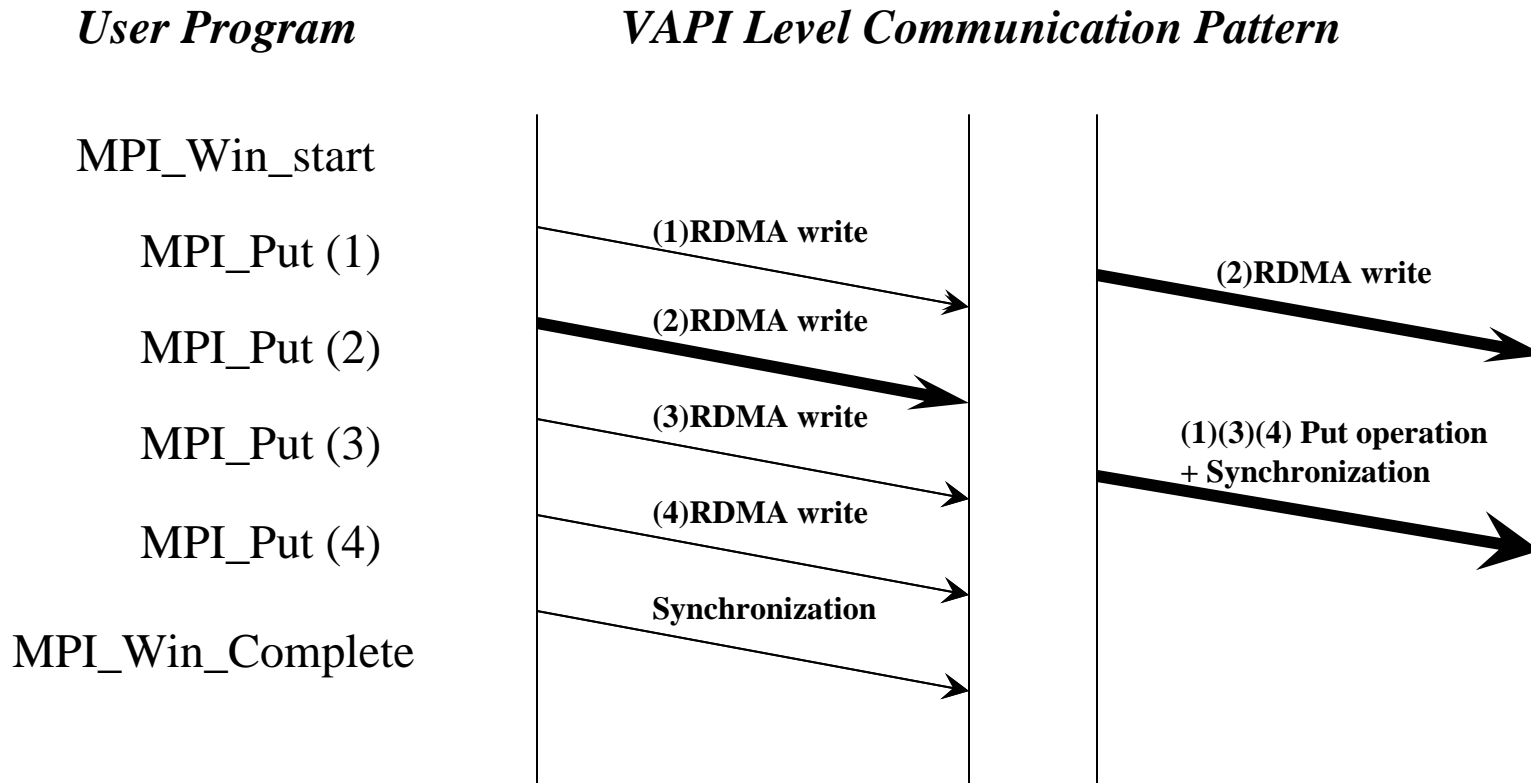 User Program
VAPI Level Communication Pattern
MPI_Win_start
MPI_Put (1)
MPI_Put (2)
MPI_Put (3)
MPI_Put (4)
MPI_Win_Complete
(1)RDMA write
(2)RDMA write
(3)RDMA write
(4)RDMA write
Synchronization
(2)RDMA write
(1)(3)(4) Put operation
+ Synchronization